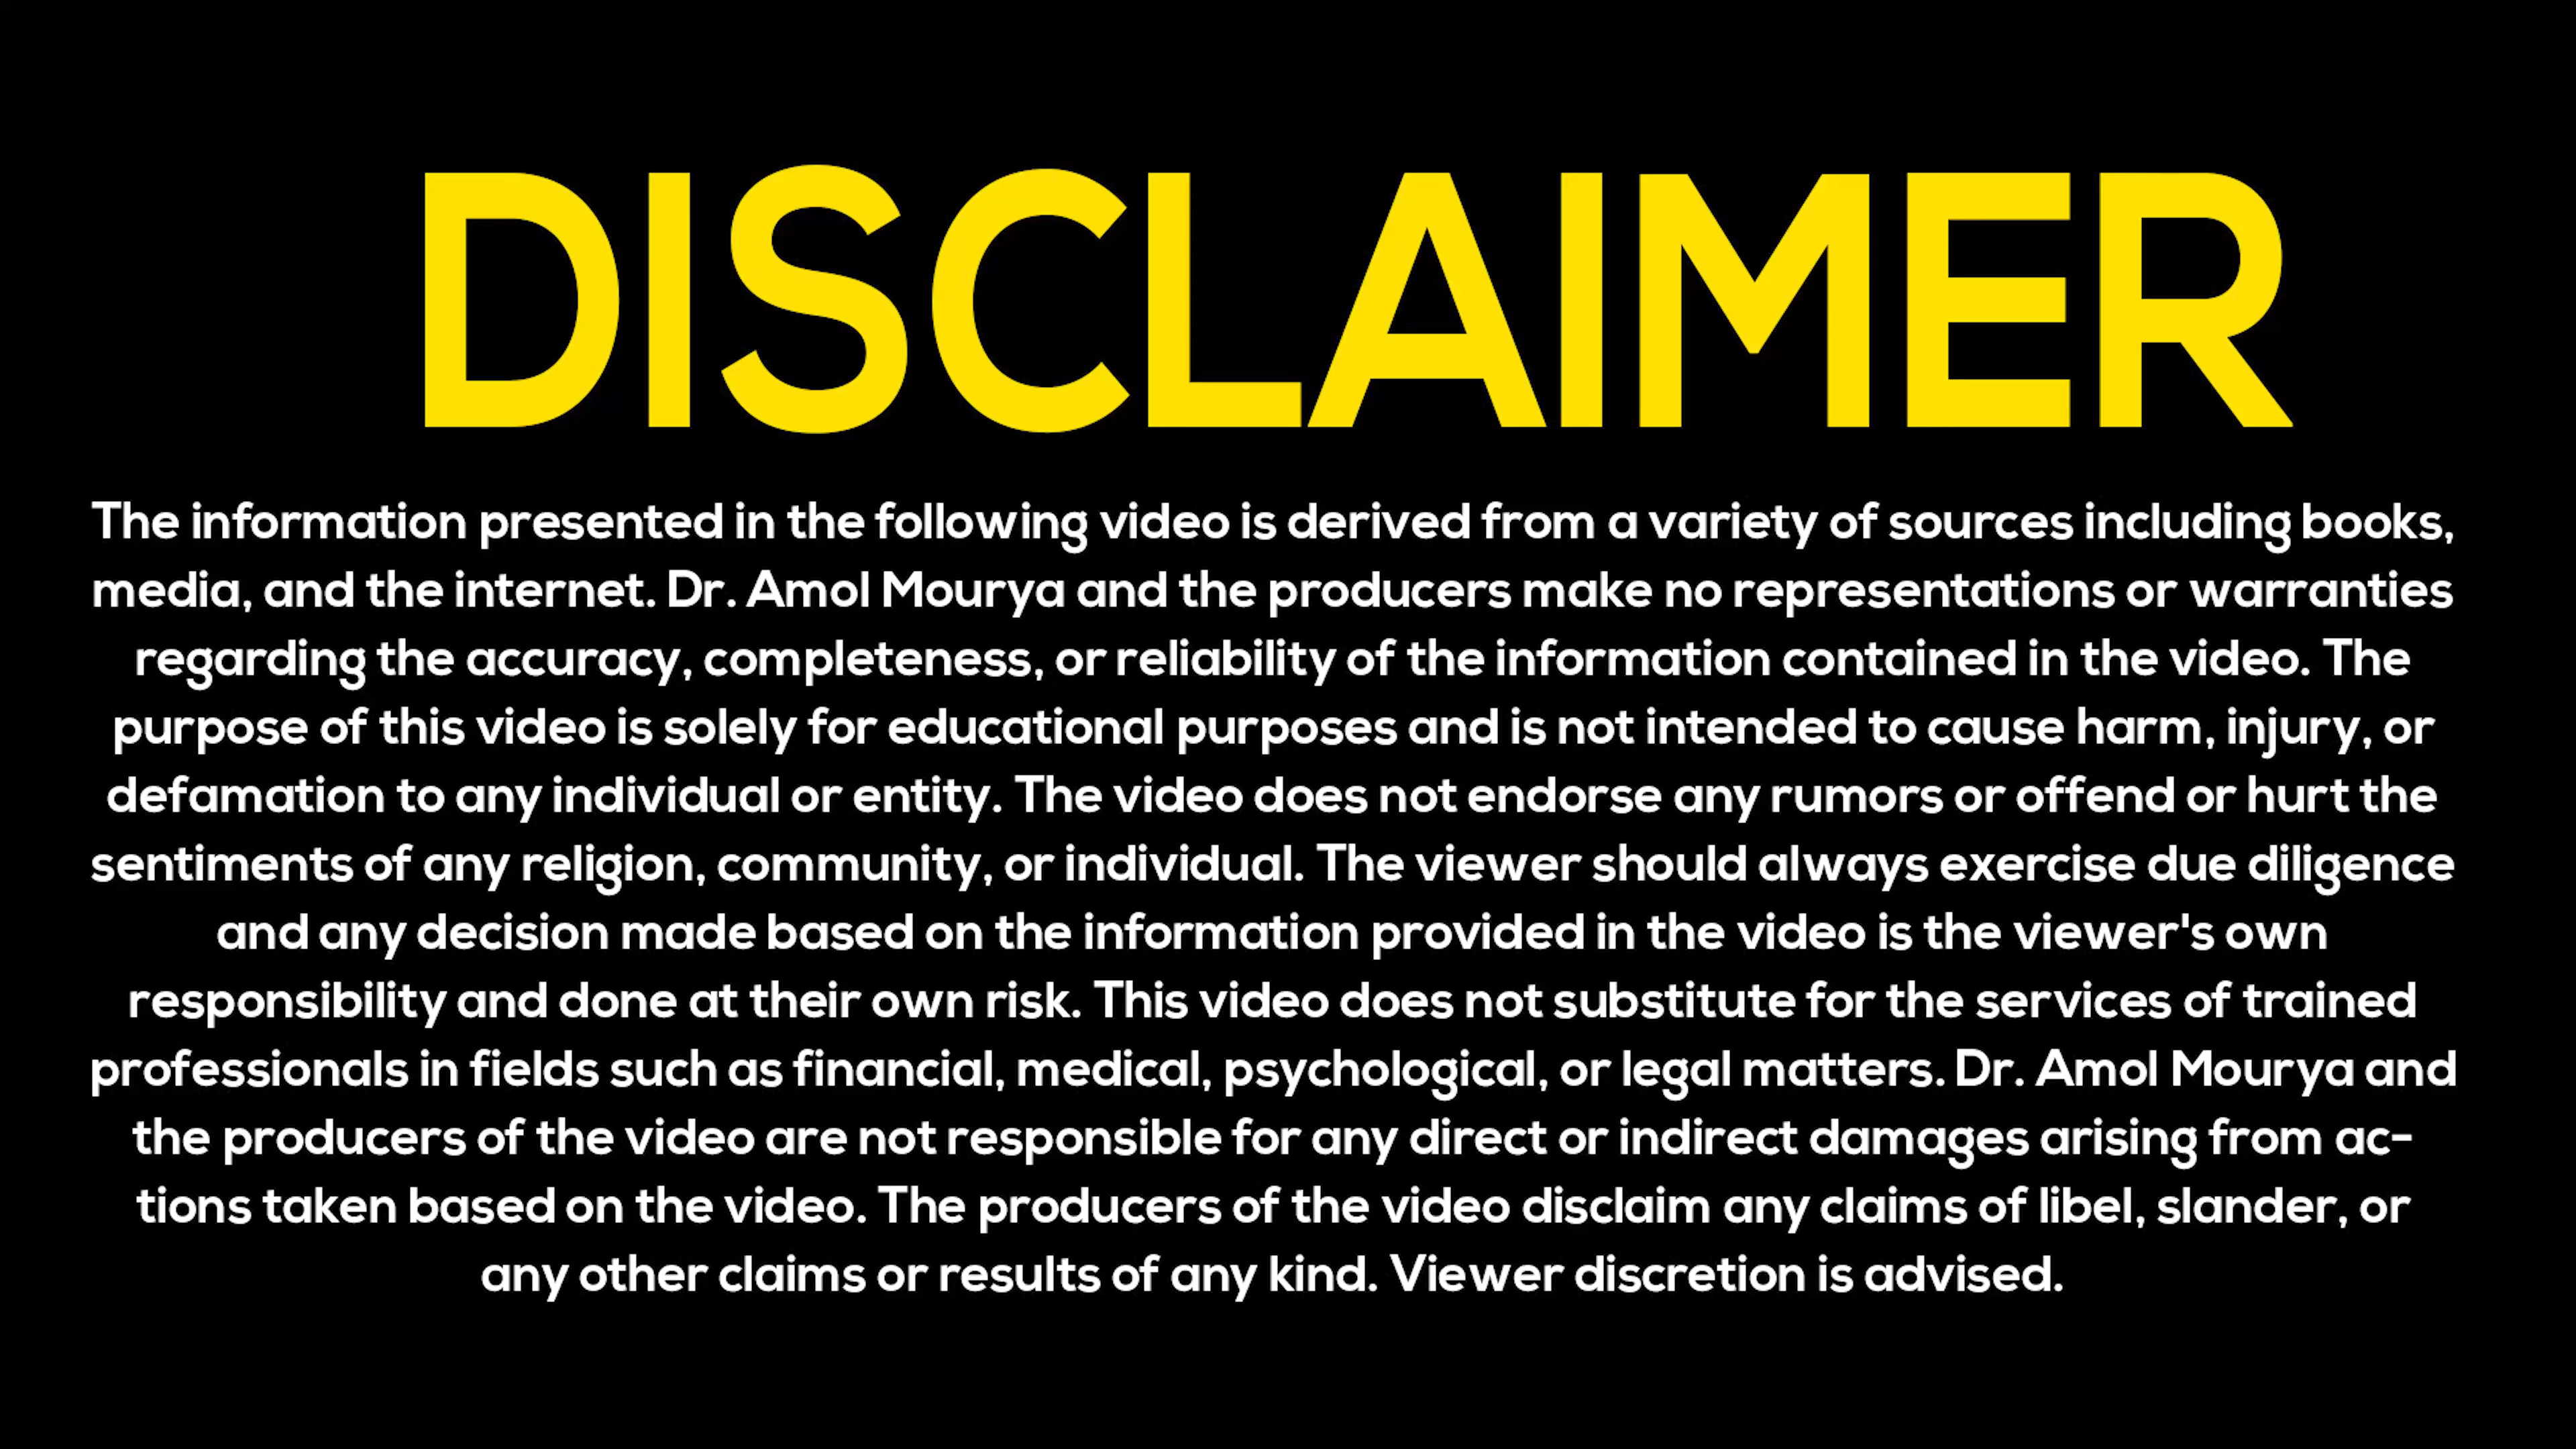 DISCLAIMER
The information presented in the following video is derived from a variety of sources including books,
media, and the internet. Dr. Amol Mourya and the producers make no representations or warranties
regarding the accuracy, completeness, or reliability of the information contained in the video. The
purpose of this video is solely for educational purposes and is not intended to cause harm, injury, or
defamation to any individual or entity. The video does not endorse any rumors or offend or hurt the
sentiments of any religion, community, or individual. The viewer should always exercise due diligence
and any decision made based on the information provided in the video is the viewer's own
responsibility and done at their own risk. This video does not substitute for the services of trained
professionals in fields such as financial, medical, psychological, or legal matters. Dr. Amol Mourya and
the producers of the video are not responsible for any direct or indirect damages arising from ac-
tions taken based on the video. The producers of the video disclaim any claims of libel, slander, or
any other claims or results of any kind. Viewer discretion is advised.